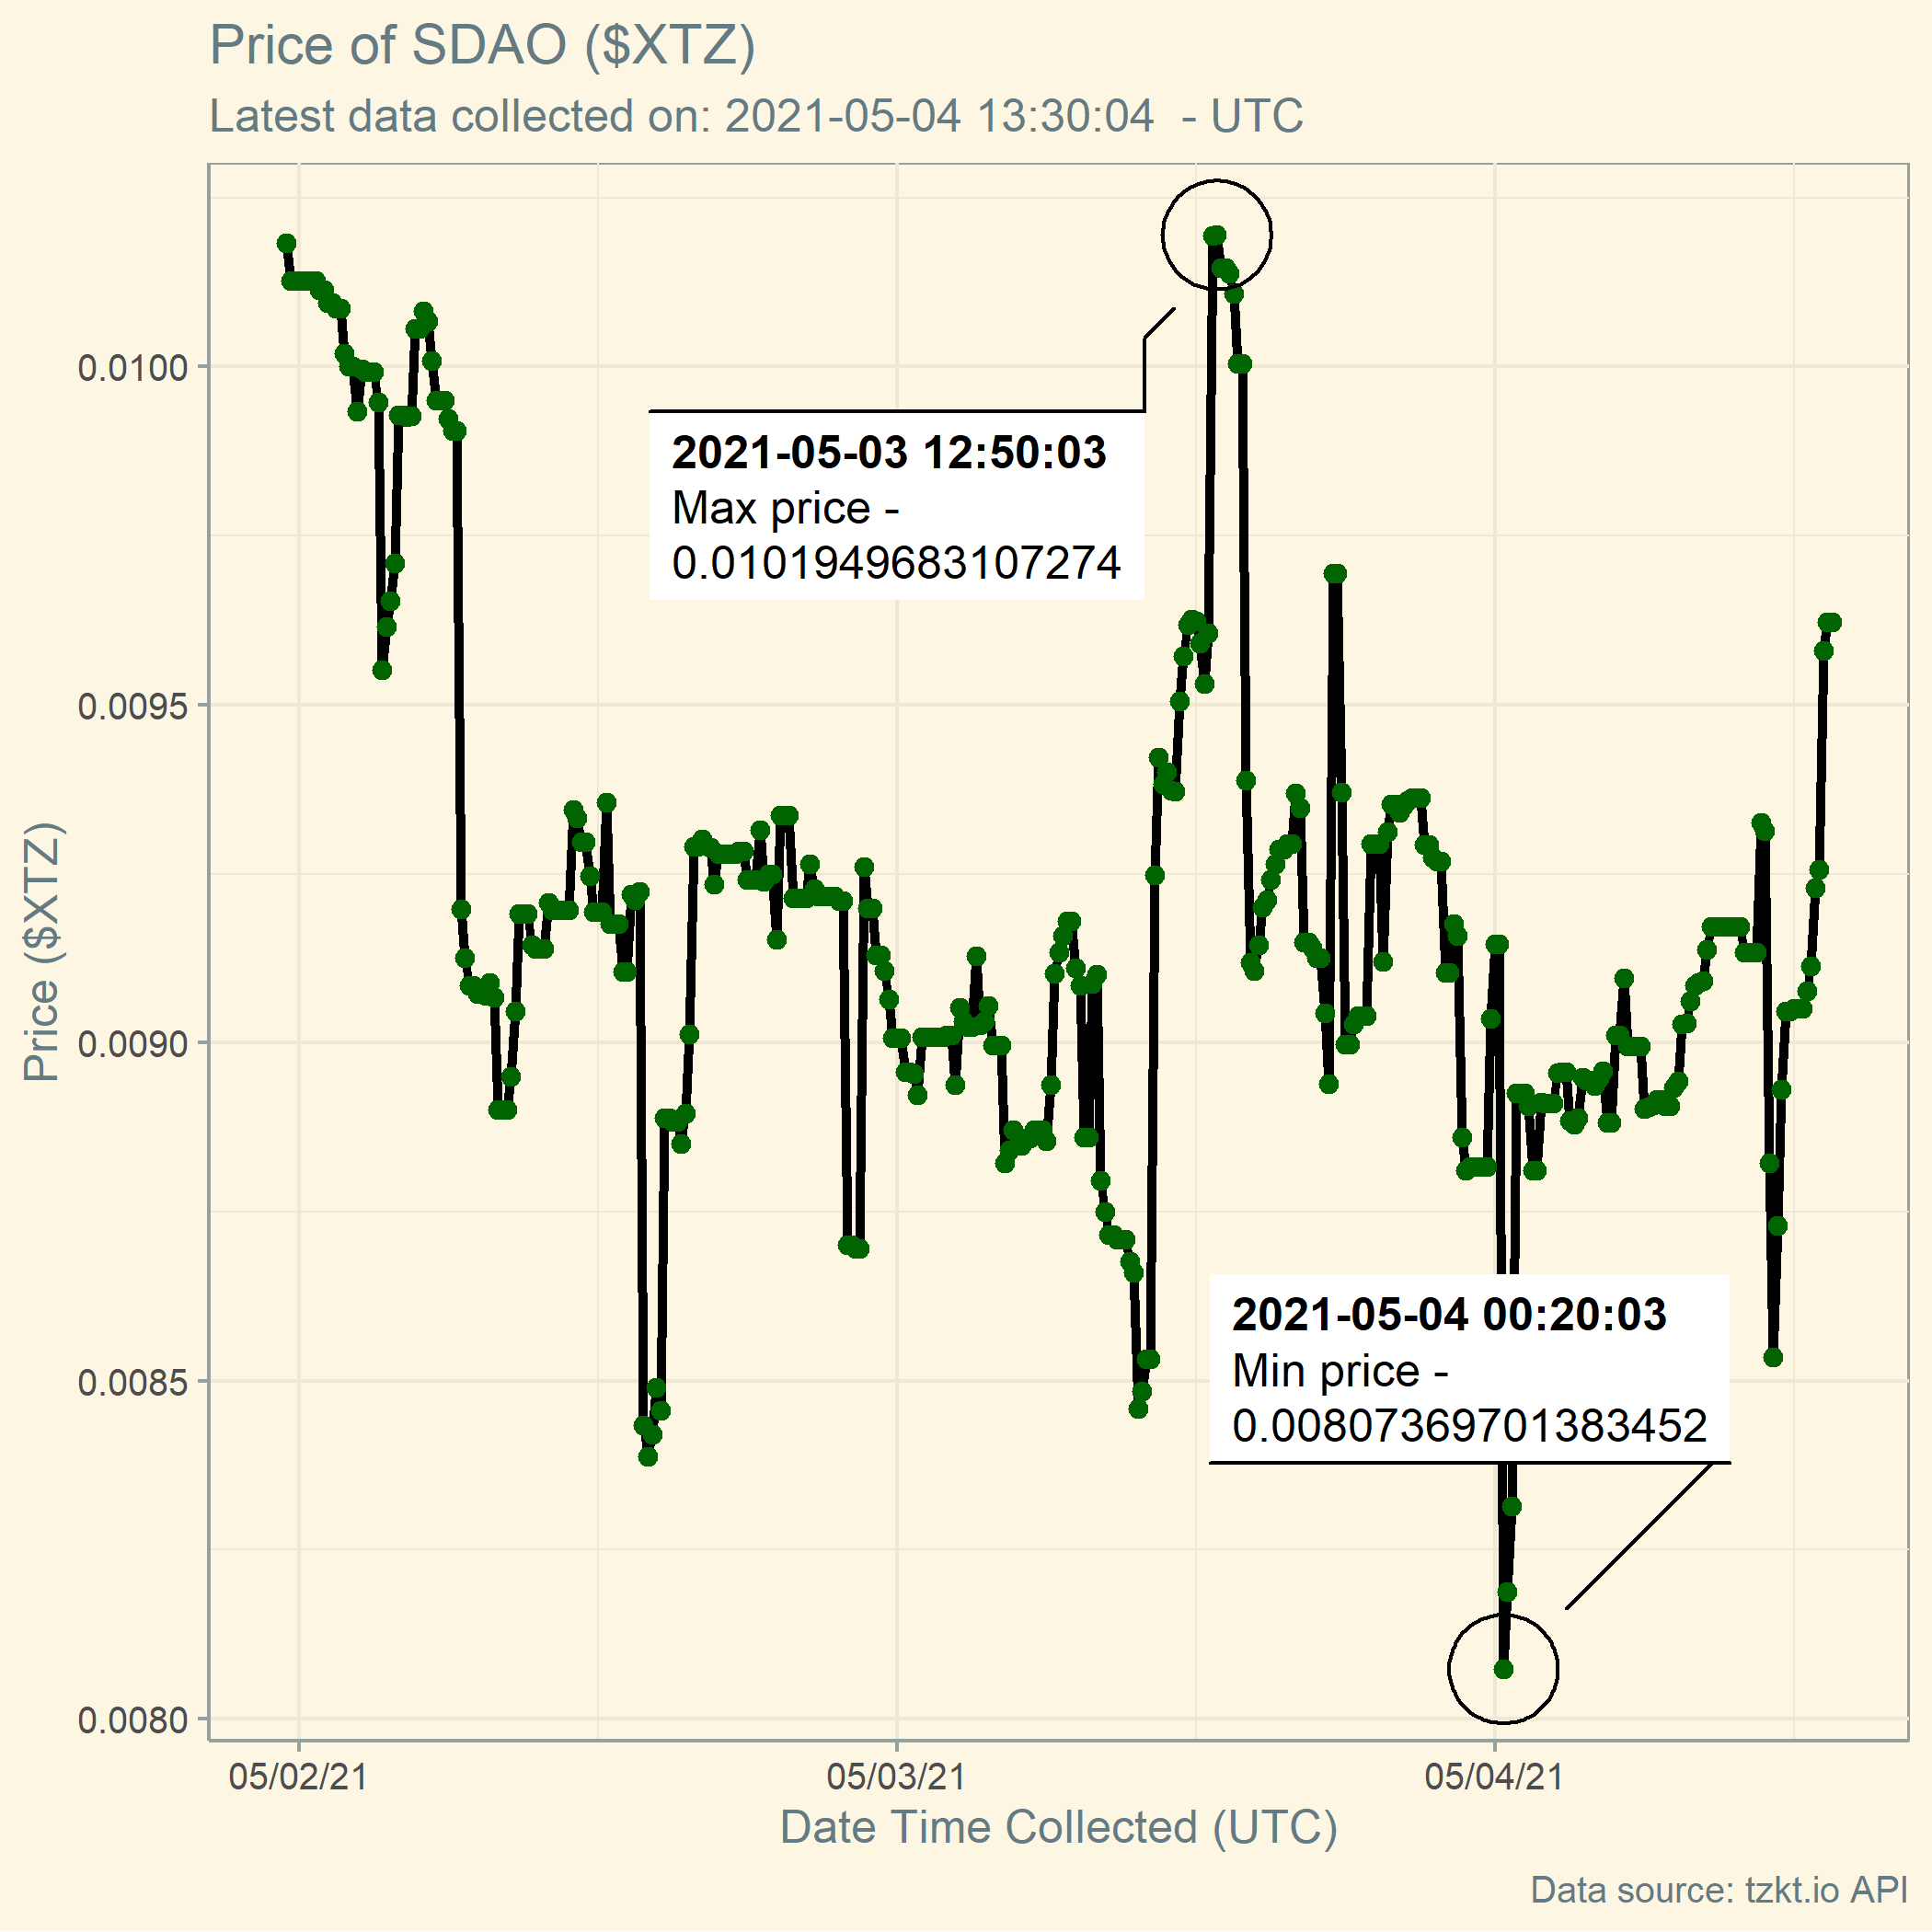 Price of SDAO ($XTZ)
Latest data collected on: 2021-05-04 13:30:04  - UTC
Price ($XTZ)
0.0100
0.0095
0.0090
0.0085
0.0080
2021-05-03 12:50:03
Max price -
0.0101949683107274
2021-05-04 00:20:03
Min price -
0.00807369701383452
05/02/21
05/03/21
05/04/21
Date Time Collected (UTC)
Data source: tzkt.io API